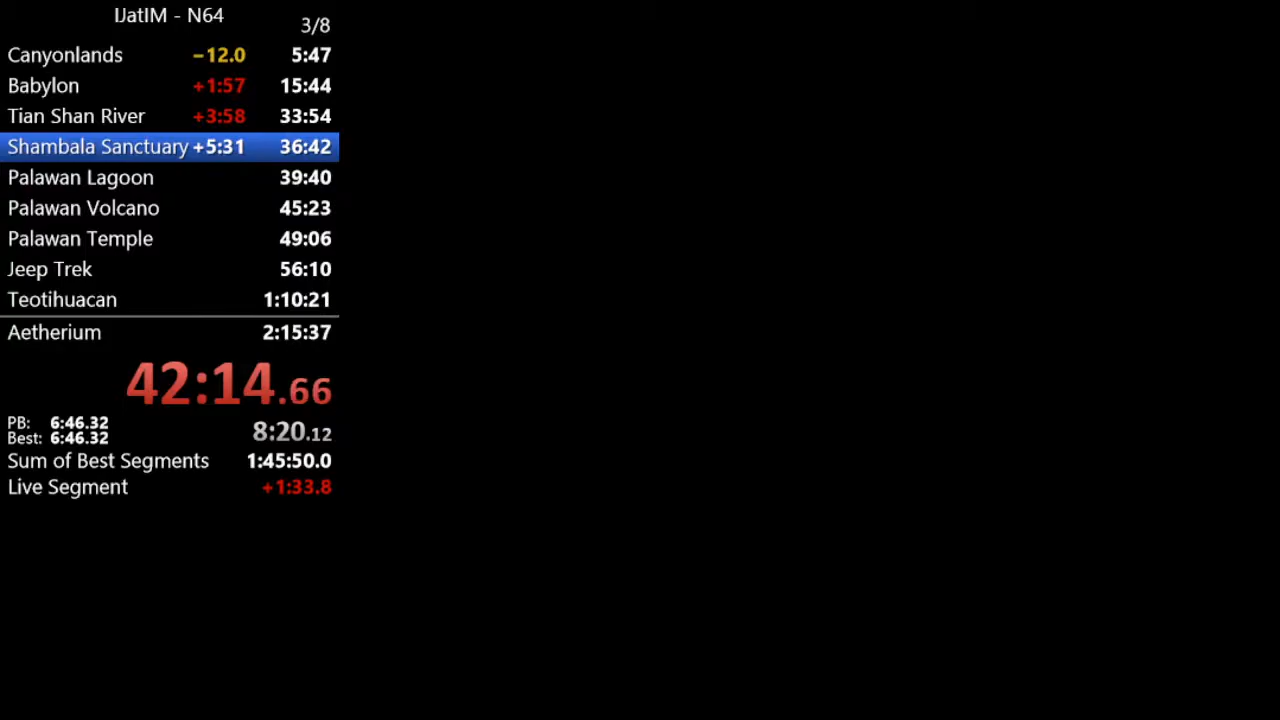 IJatIM - N64
3/8
Canyonlands −12.0 5:47
Babylon +1:57 15:44
Tian Shan River +3:58 33:54
Shambala Sanctuary +5:31 36:42
Palawan Lagoon 39:40
Palawan Volcano 45:23
Palawan Temple 49:06
Jeep Trek 56:10
Teotihuacan 1:10:21
Aetherium 2:15:37
42:14.66
PB: 6:46.32
Best: 6:46.32
8:20.12
Sum of Best Segments 1:45:50.0
Live Segment +1:33.8